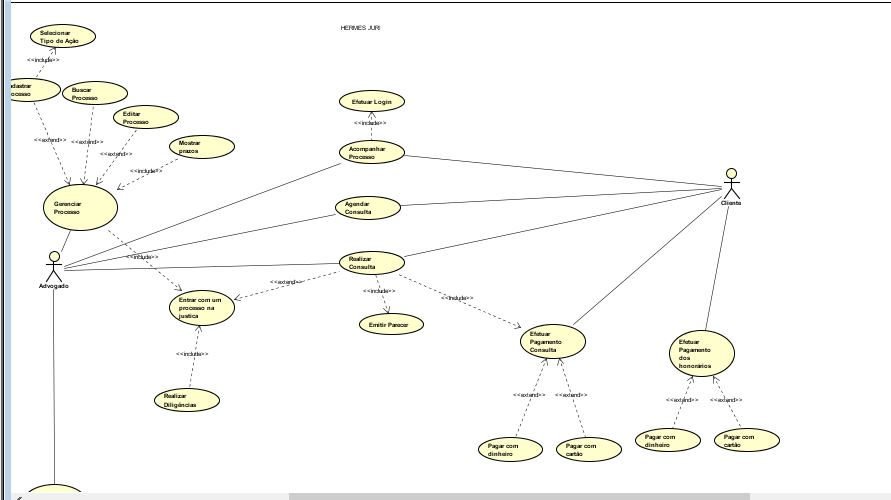 HERMES JURI
Selecionar
Tipo de Ação
<<include>>
Buscar
Processo
Editar
Processo
Mostrar
prazos
<<extend>>
<<extend>>
<<extend>>
<<include>>
Gerenciar
Processo
Efetuar Login
<<include>>
Acompanhar
Processo
Agendar
Consulta
Cliente
Advogado
<<include>>
Realizar
Consulta
<<extend>>
<<include>>
<<include>>
Entrar com um
processo na
justica
Emitir Parecer
Efetuar
Pagamento
Consulta
Efetuar
Pagamento
dos
honorários
<<include>>
Realizar
Diligências
<<extend>>
<<extend>>
<<extend>>
<<extend>>
Pagar com
dinheiro
Pagar com
cartão
Pagar com
dinheiro
Pagar com
cartão